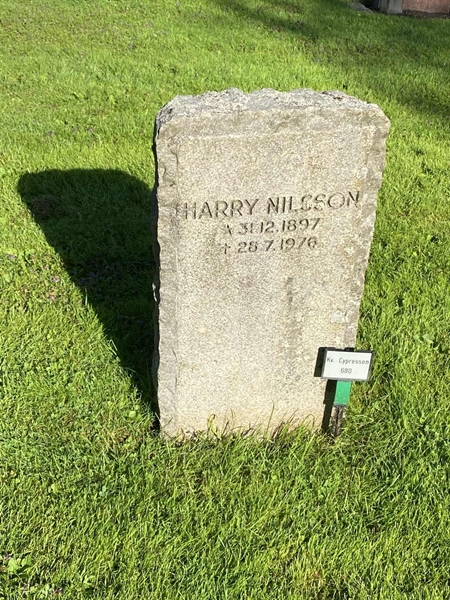 HARRY NILSSON
* 31.12.1897
† 28.7.1976
Kv. Cypressen
680